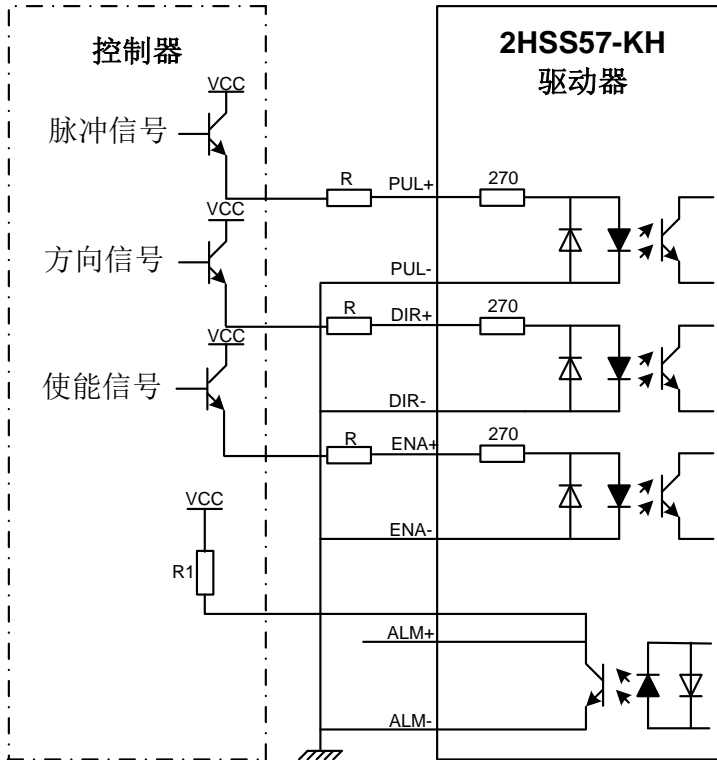 控制器
2HSS57-KH
驱动器
VCC
脉冲信号
R
PUL+
270
VCC
方向信号
PUL-
R
DIR+
270
VCC
使能信号
DIR-
R
ENA+
270
VCC
ENA-
R1
ALM+
ALM-